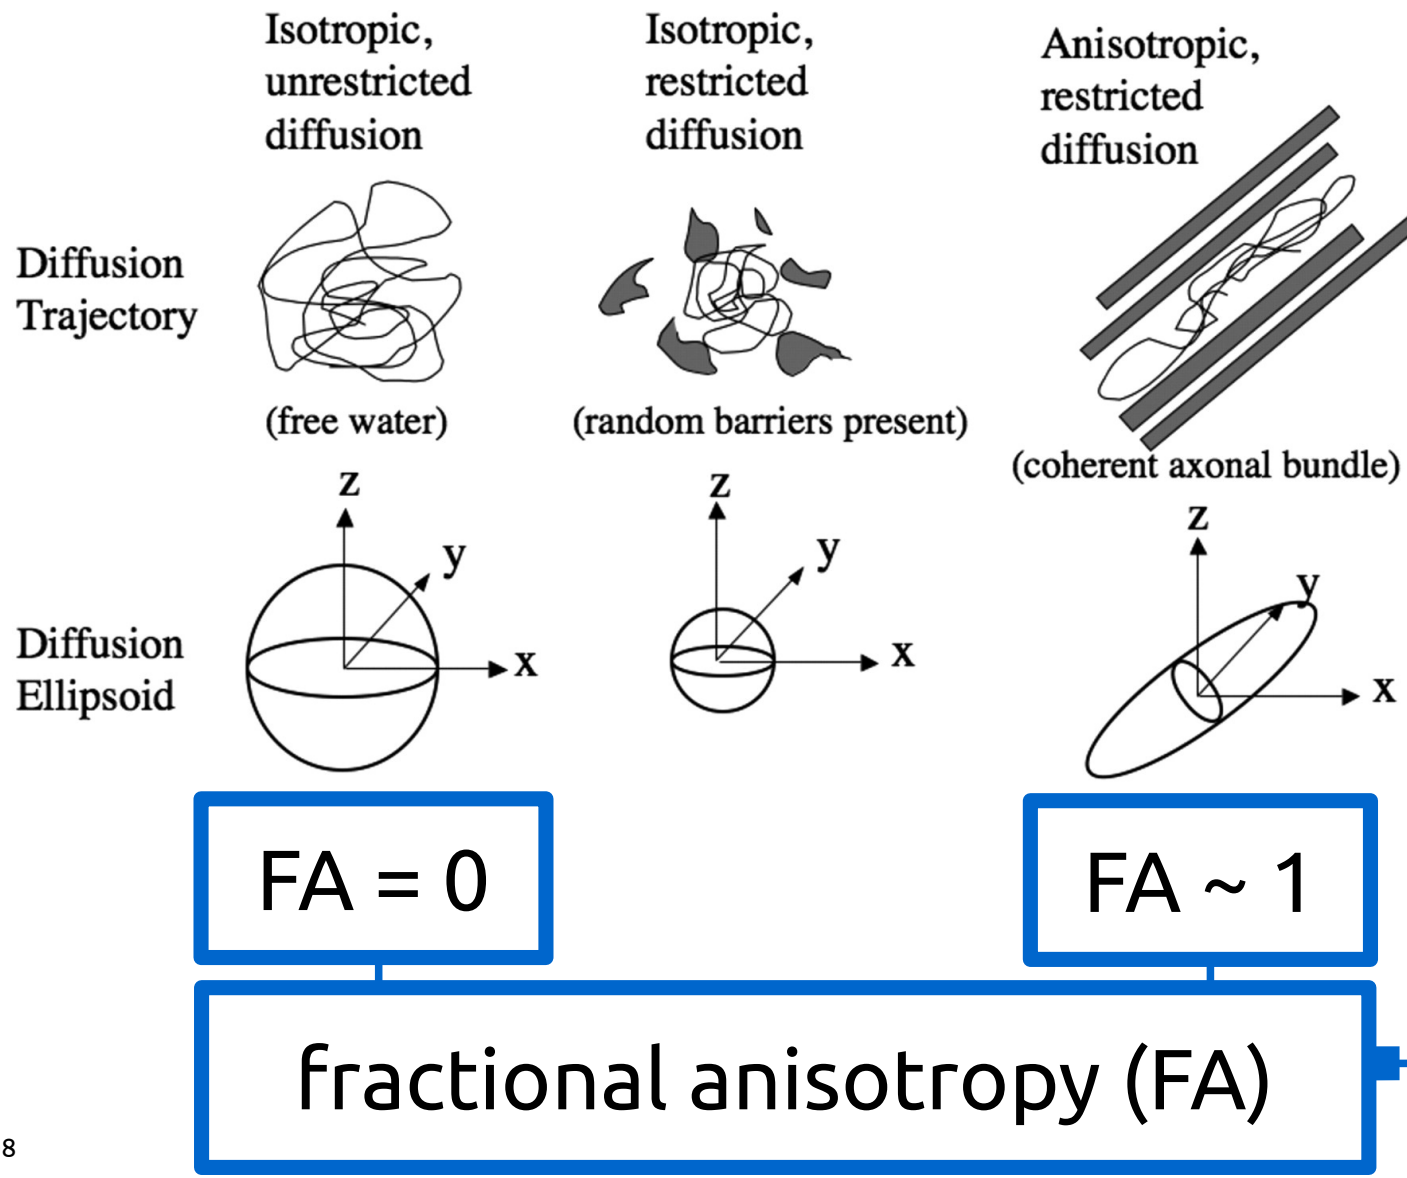 Isotropic,
unrestricted
diffusion
Isotropic,
restricted
diffusion
Anisotropic,
restricted
diffusion
Diffusion
Trajectory
(free water)
(random barriers present)
(coherent axonal bundle)
z
y
x
z
y
x
z
y
x
Diffusion
Ellipsoid
FA = 0
FA ~ 1
fractional anisotropy (FA)
8